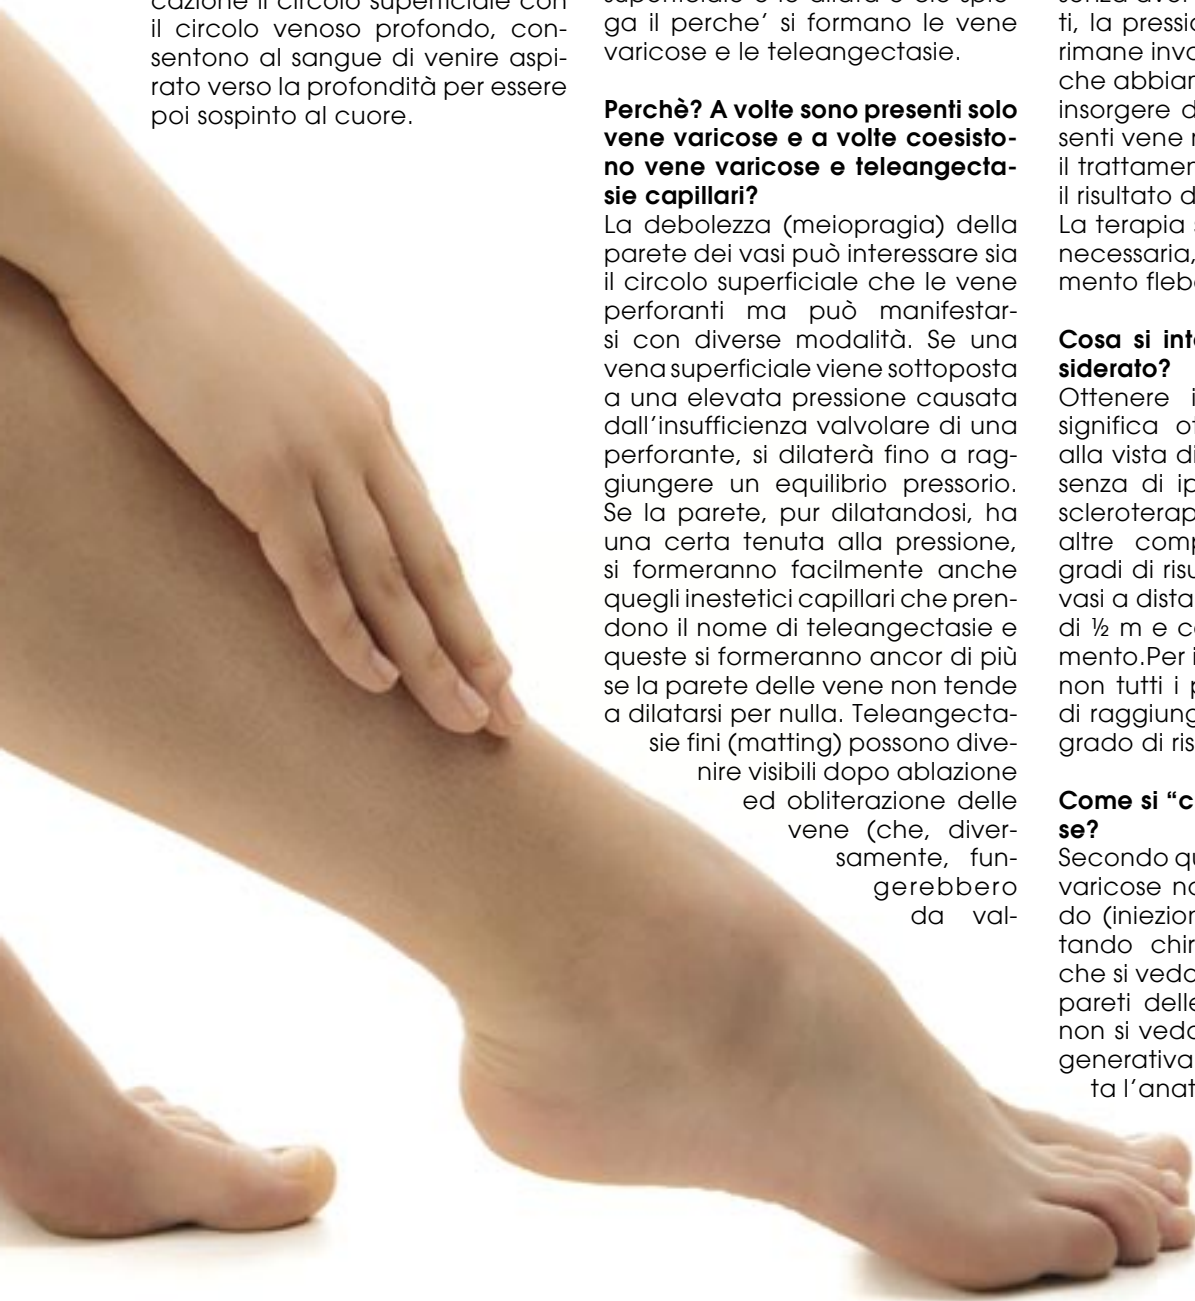 il circolo venoso profondo, con-
sentono al sangue di venire aspi-
rato verso la profondità per essere
poi sospinto al cuore.
ga il perche' si formano le vene
varicose e le teleangectasie.
Perchè? A volte sono presenti solo
vene varicose e a volte coesisto-
no vene varicose e teleangecta-
sie capillari?
La debolezza (meiopragia) della
parete dei vasi può interessare sia
il circolo superficiale che le vene
perforanti ma può manifestar-
si con diverse modalità. Se una
vena superficiale viene sottoposta
a una elevata pressione causata
dall'insufficienza valvolare di una
perforante, si dilaterà fino a rag-
giungere un equilibrio pressorio.
Se la parete, pur dilatandosi, ha
una certa tenuta alla pressione,
si formeranno facilmente anche
quegli inestetici capillari che pren-
dono il nome di teleangectasie e
queste si formeranno ancor di più
se la parete delle vene non tende
a dilatarsi per nulla. Teleangecta-
sie fini (matting) possono dive-
nire visibili dopo ablazione
ed obliterazione delle
vene (che, diver-
samente, fun-
gerebbero
da val-
ti, la pressio
rimane inva
che abbiar
insorgere d
senti vene
il trattamer
il risultato d
La terapia
necessaria,
mento flebo
Cosa si inte
siderato?
Ottenere i
significa ot
alla vista di
senza di ip
scleroterap
altre comp
gradi di risu
vasi a dista
di ½ m e co
mento.Per i
non tutti i p
di raggiung
grado di ris
Come si "c
se?
Secondo qu
varicose no
do (iniezior
tando chir
che si vedo
pareti delle
non si vedo
generativa
ta l'anat